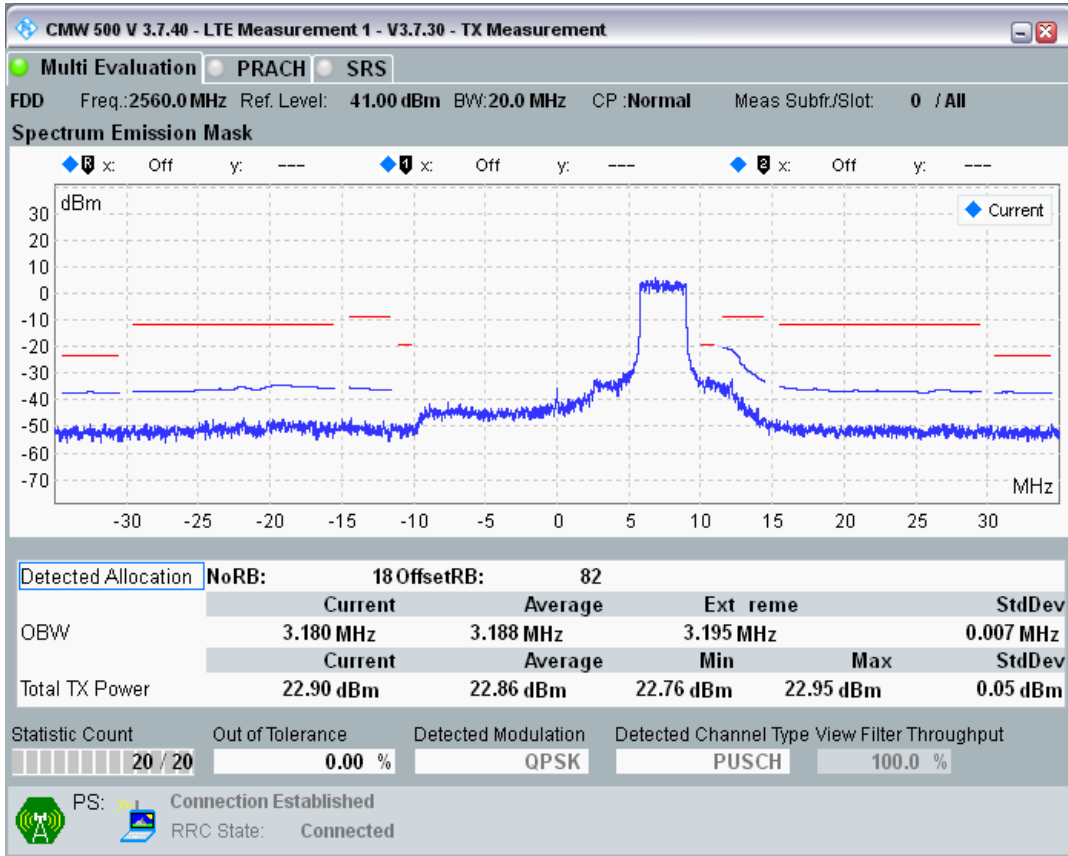 CMW 500 V 3.7.40 - LTE Measurement 1 - V3.7.30 - TX Measurement
Multi Evaluation PRACH SRS
FDD Freq.:2560.0 MHz Ref. Level: 41.00 dBm BW:20.0 MHz CP :Normal Meas Subfr./Slot: 0 / All
Spectrum Emission Mask
R x: Off y: --- 1 x: Off y: --- 2 x: Off y: ---
dBm
Current
30
20
10
0
-10
-20
-30
-40
-50
-60
-70
MHz
-30 -25 -20 -15 -10 -5 0 5 10 15 20 25 30
Detected Allocation NoRB: 18 OffsetRB: 82
Current Average Ext reme StdDev
OBW 3.180 MHz 3.188 MHz 3.195 MHz 0.007 MHz
Current Average Min Max StdDev
Total TX Power 22.90 dBm 22.86 dBm 22.76 dBm 22.95 dBm 0.05 dBm
Statistic Count Out of Tolerance Detected Modulation Detected Channel Type View Filter Throughput
20 / 20 0.00 % QPSK PUSCH 100.0 %
PS: Connection Established
RRC State: Connected